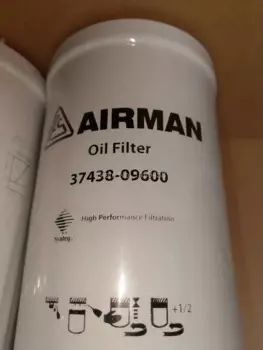 AIRMAN
Oil Filter
37438-09600
High Performance Filtration
+1/2